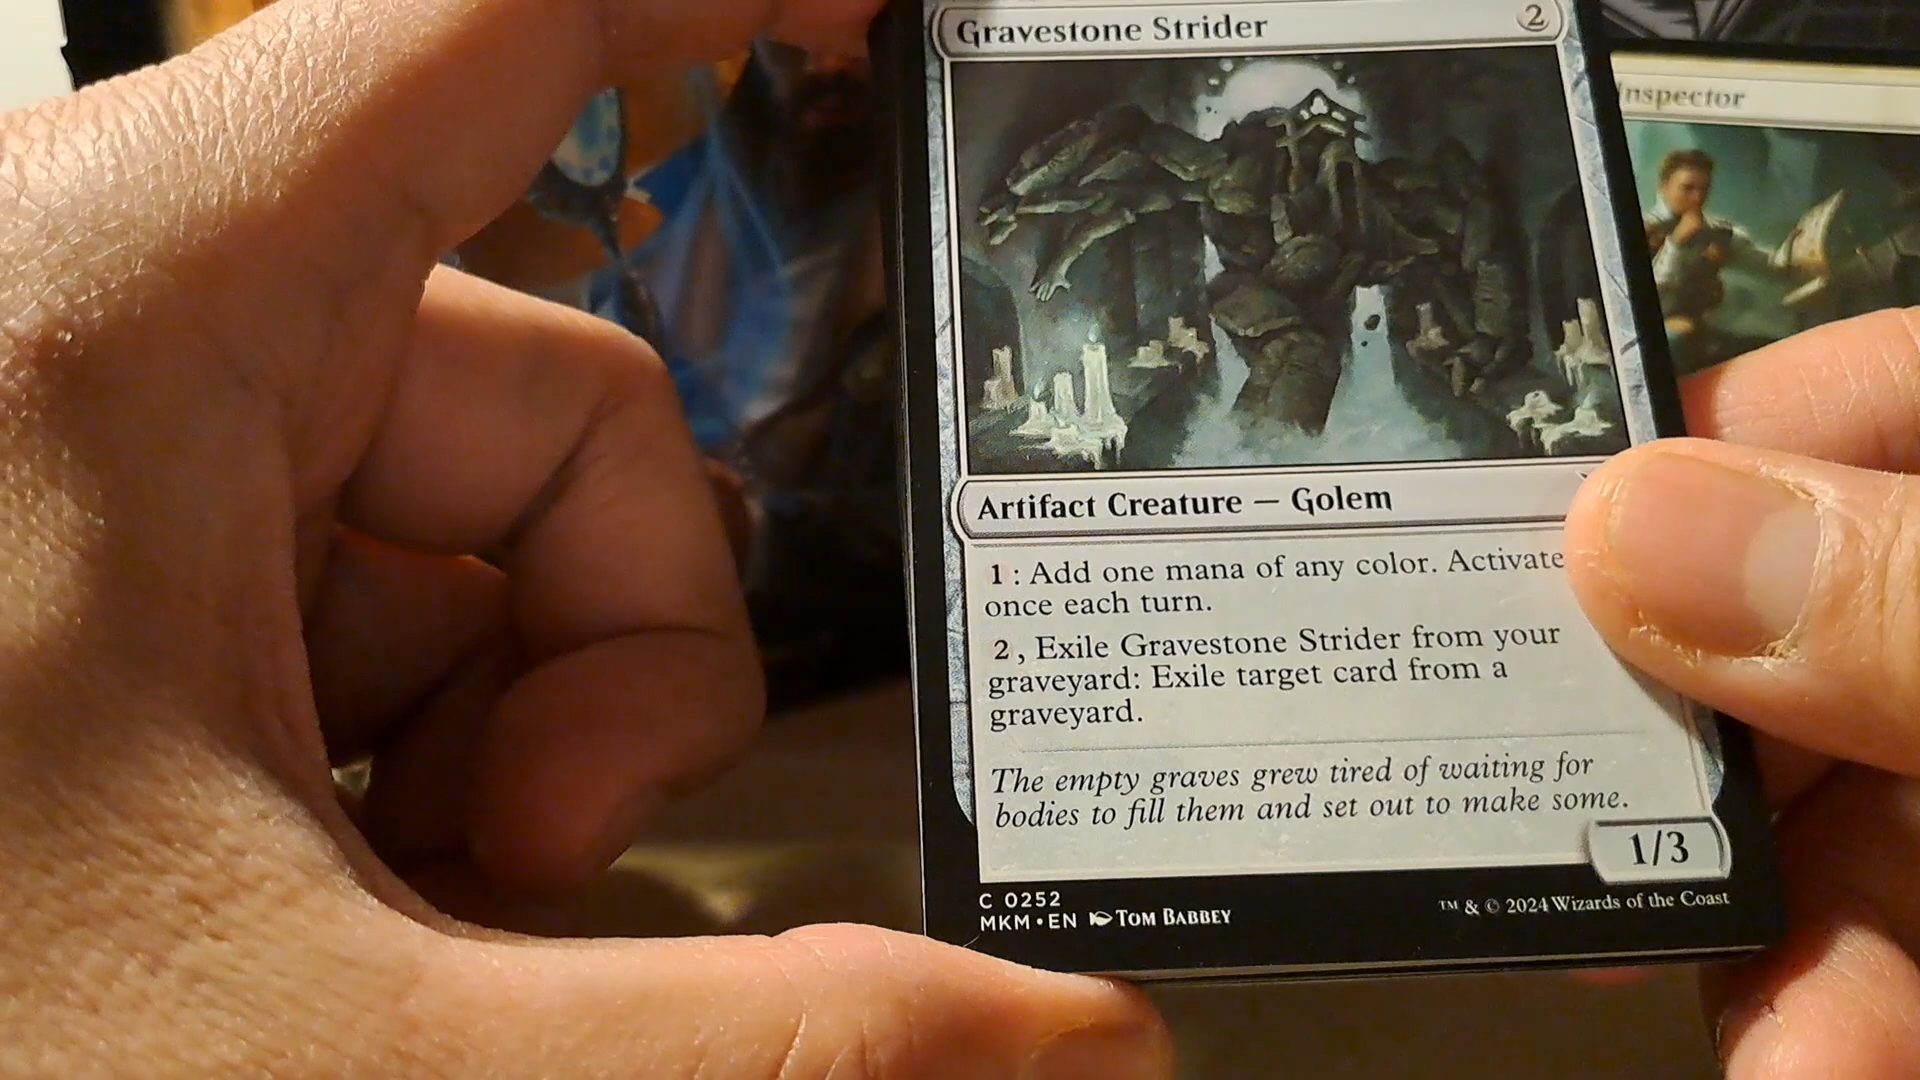 Gravestone Strider 2
Inspector
Artifact Creature — Golem
1: Add one mana of any color. Activate
once each turn.
2, Exile Gravestone Strider from your
graveyard: Exile target card from a
graveyard.
The empty graves grew tired of waiting for
bodies to fill them and set out to make some.
1/3
C 0252
MKM • EN Tom Babbey
™ & © 2024 Wizards of the Coast